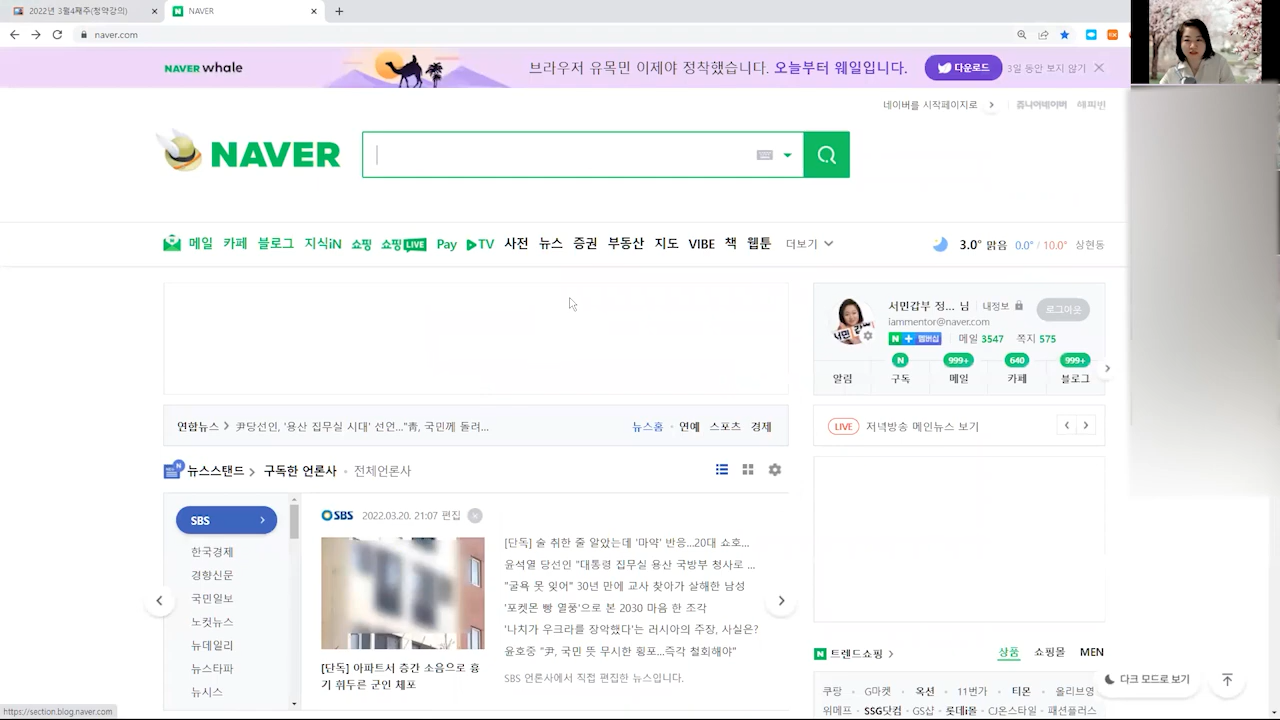 2022년 3월4째주(청약강의)
NAVER
naver.com
NAVER whale
브라우저 유목민 이제야 정착했습니다. 오늘부터 웨일입니다.
다운로드
3일 동안 보지 않기
네이버를 시작페이지로
쥬니어네이버
해피빈
NAVER
메일 카페 블로그 지식iN 쇼핑 쇼핑LIVE Pay TV 사전 뉴스 증권 부동산 지도 VIBE 책 웹툰 더보기
3.0° 맑음 0.0° / 10.0° 상현동
서민갑부 정... 님 내정보
로그아웃
iammentor@naver.com
N + 멤버십 메일 3547 쪽지 575
N 999+ 640 999+
알림 구독 메일 카페 블로그
연합뉴스 > 尹당선인, '용산 집무실 시대' 선언..."靑, 국민께 돌려...
뉴스홈 · 연예 스포츠 경제
LIVE 저녁방송 메인뉴스 보기
뉴스스탠드 > 구독한 언론사 · 전체언론사
SBS
한국경제
경향신문
국민일보
노컷뉴스
뉴데일리
뉴스타파
뉴시스
SBS 2022.03.20. 21:07 편집
[단독] 아파트서 층간 소음으로 흉
기 휘두른 군인 체포
[단독] 술 취한 줄 알았는데 '마약' 반응...20대 쇼호...
윤석열 당선인 "대통령 집무실 용산 국방부 청사로 ...
"굴욕 못 잊어" 30년 만에 교사 찾아가 살해한 남성
'포켓몬 빵 열풍'으로 본 2030 마음 한 조각
'나치가 우크라를 장악했다'는 러시아의 주장, 사실은?
윤호중 "尹, 국민 뜻 무시한 횡포...즉각 철회해야"
SBS 언론사에서 직접 편집한 뉴스입니다.
트렌드쇼핑 >
상품 쇼핑몰 MEN
쿠팡 · G마켓 · 옥션 · 11번가 · 티몬 · 올리브영
위메프 · SSG닷컴 · GS샵 · 롯데i몰 · CJ온스타일 · 패션플러스
다크 모드로 보기
https://section.blog.naver.com